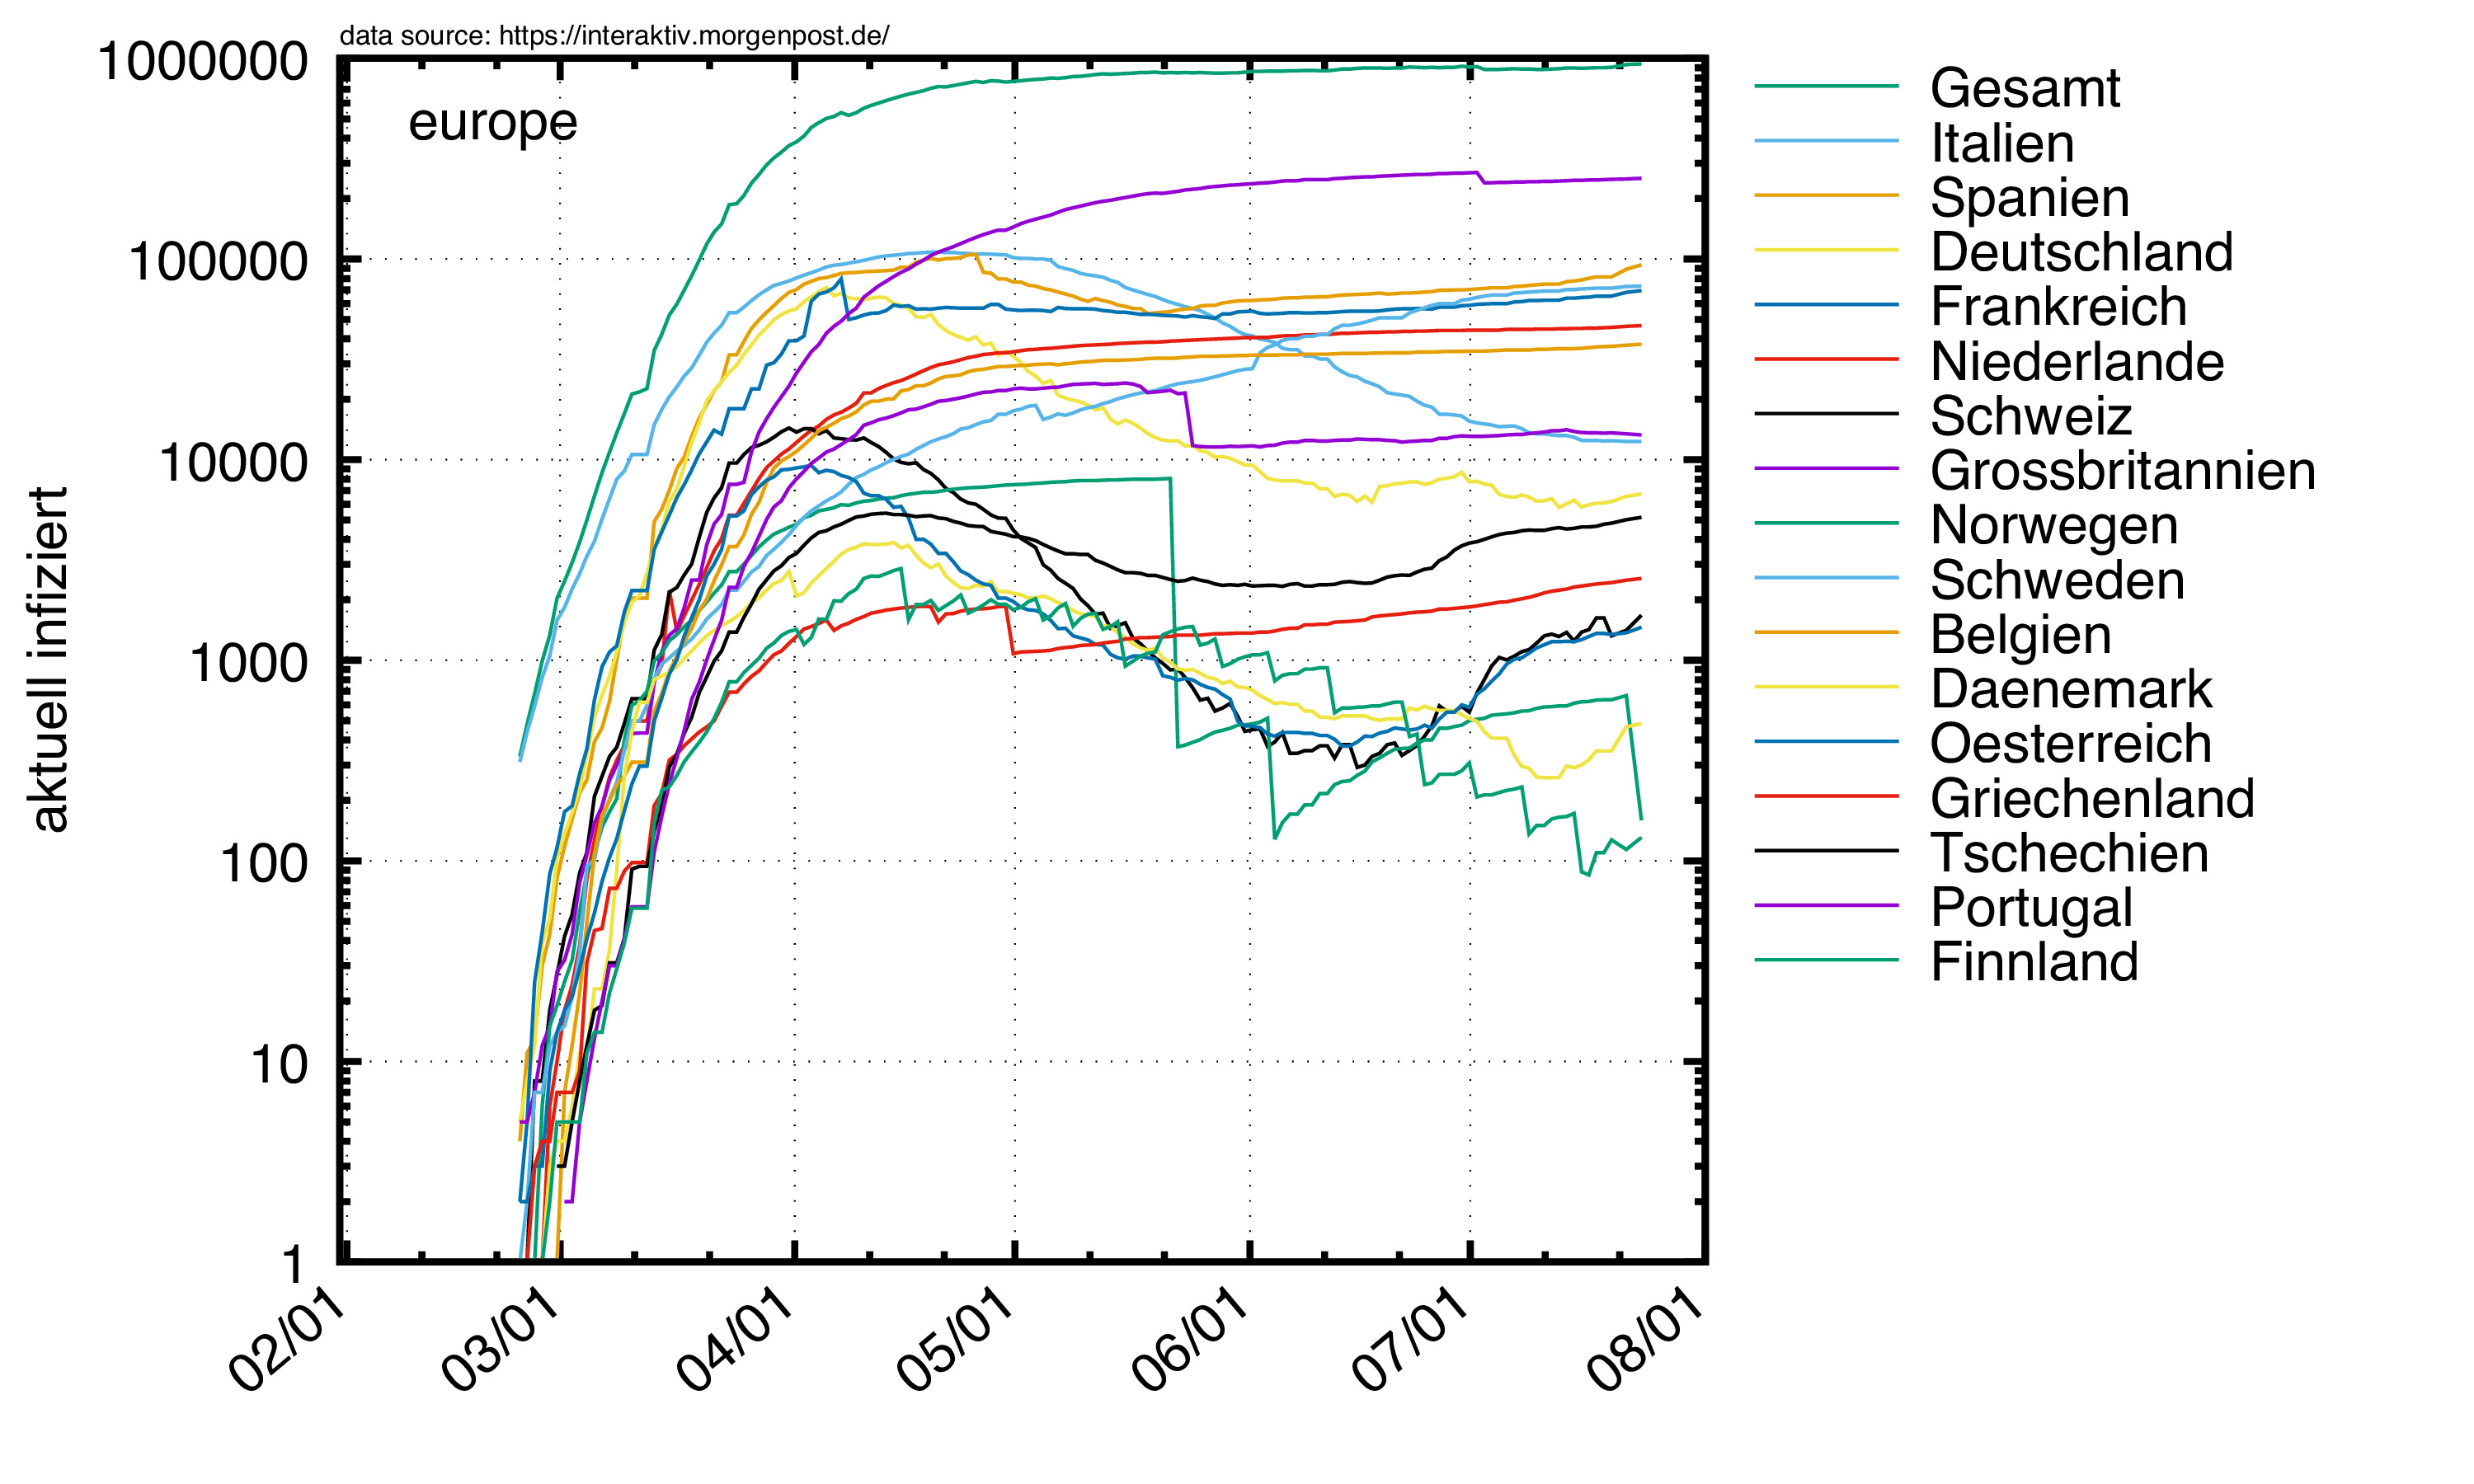 data source: https://interaktiv.morgenpost.de/
europe
aktuell infiziert
1000000
100000
10000
1000
100
10
1
02/01
03/01
04/01
05/01
06/01
07/01
08/01
Gesamt
Italien
Spanien
Deutschland
Frankreich
Niederlande
Schweiz
Grossbritannien
Norwegen
Schweden
Belgien
Daenemark
Oesterreich
Griechenland
Tschechien
Portugal
Finnland